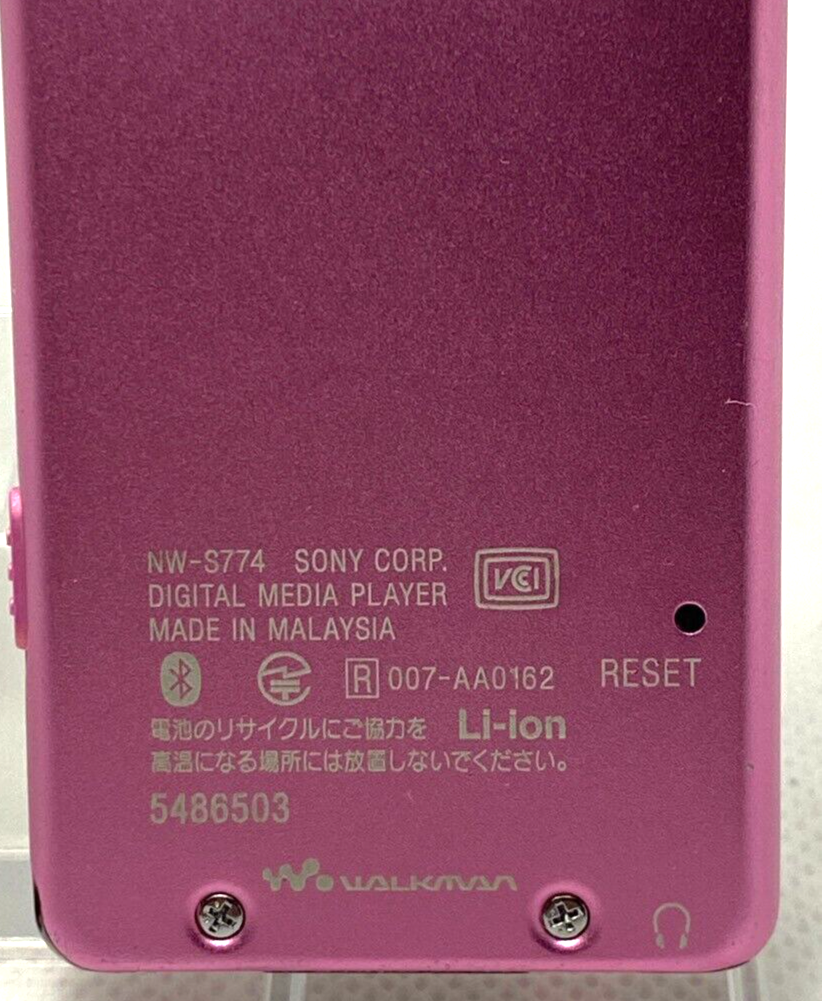 NW-S774 SONY CORP.
DIGITAL MEDIA PLAYER
VCCI
MADE IN MALAYSIA
R 007-AA0162
RESET
電池のリサイクルにご協力を Li-ion
高温になる場所には放置しないでください。
5486503
WALKMAN